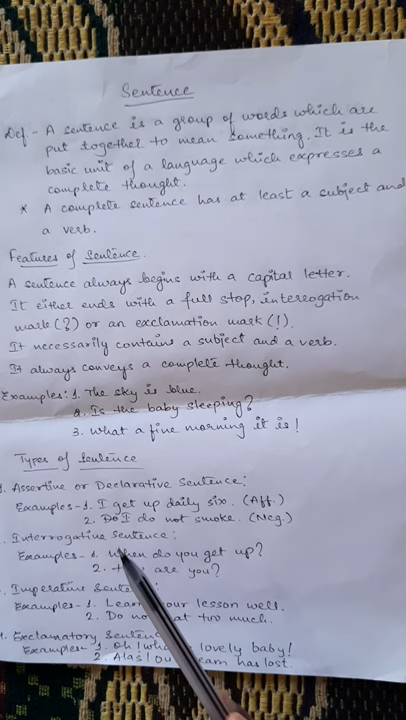 Sentence
Def - A sentence is a group of words which are
put together to mean something. It is the
basic unit of a language which expresses a
complete thought.
* A complete sentence has at least a subject and
a verb.
Features of Sentence.
A sentence always begins with a capital letter.
It either ends with a full stop, interrogation
mark (?) or an exclamation mark (!).
It necessarily contains a subject and a verb.
It always conveys a complete thought.
Examples: 1. The sky is blue.
2. Is the baby sleeping?
3. What a fine morning it is!
Types of Sentence
1. Assertive or Declarative Sentence:
Examples - 1. I get up daily six. (Aff.)
2. I do not smoke. (Neg.)
. Interrogative Sentence:
Examples - 1. When do you get up?
2. are you?
. Imperative
Examples - 1. your lesson well.
2. Do too much.
. Exclamatory
Examples 1. Oh! lovely baby!
2. Alas! has lost.